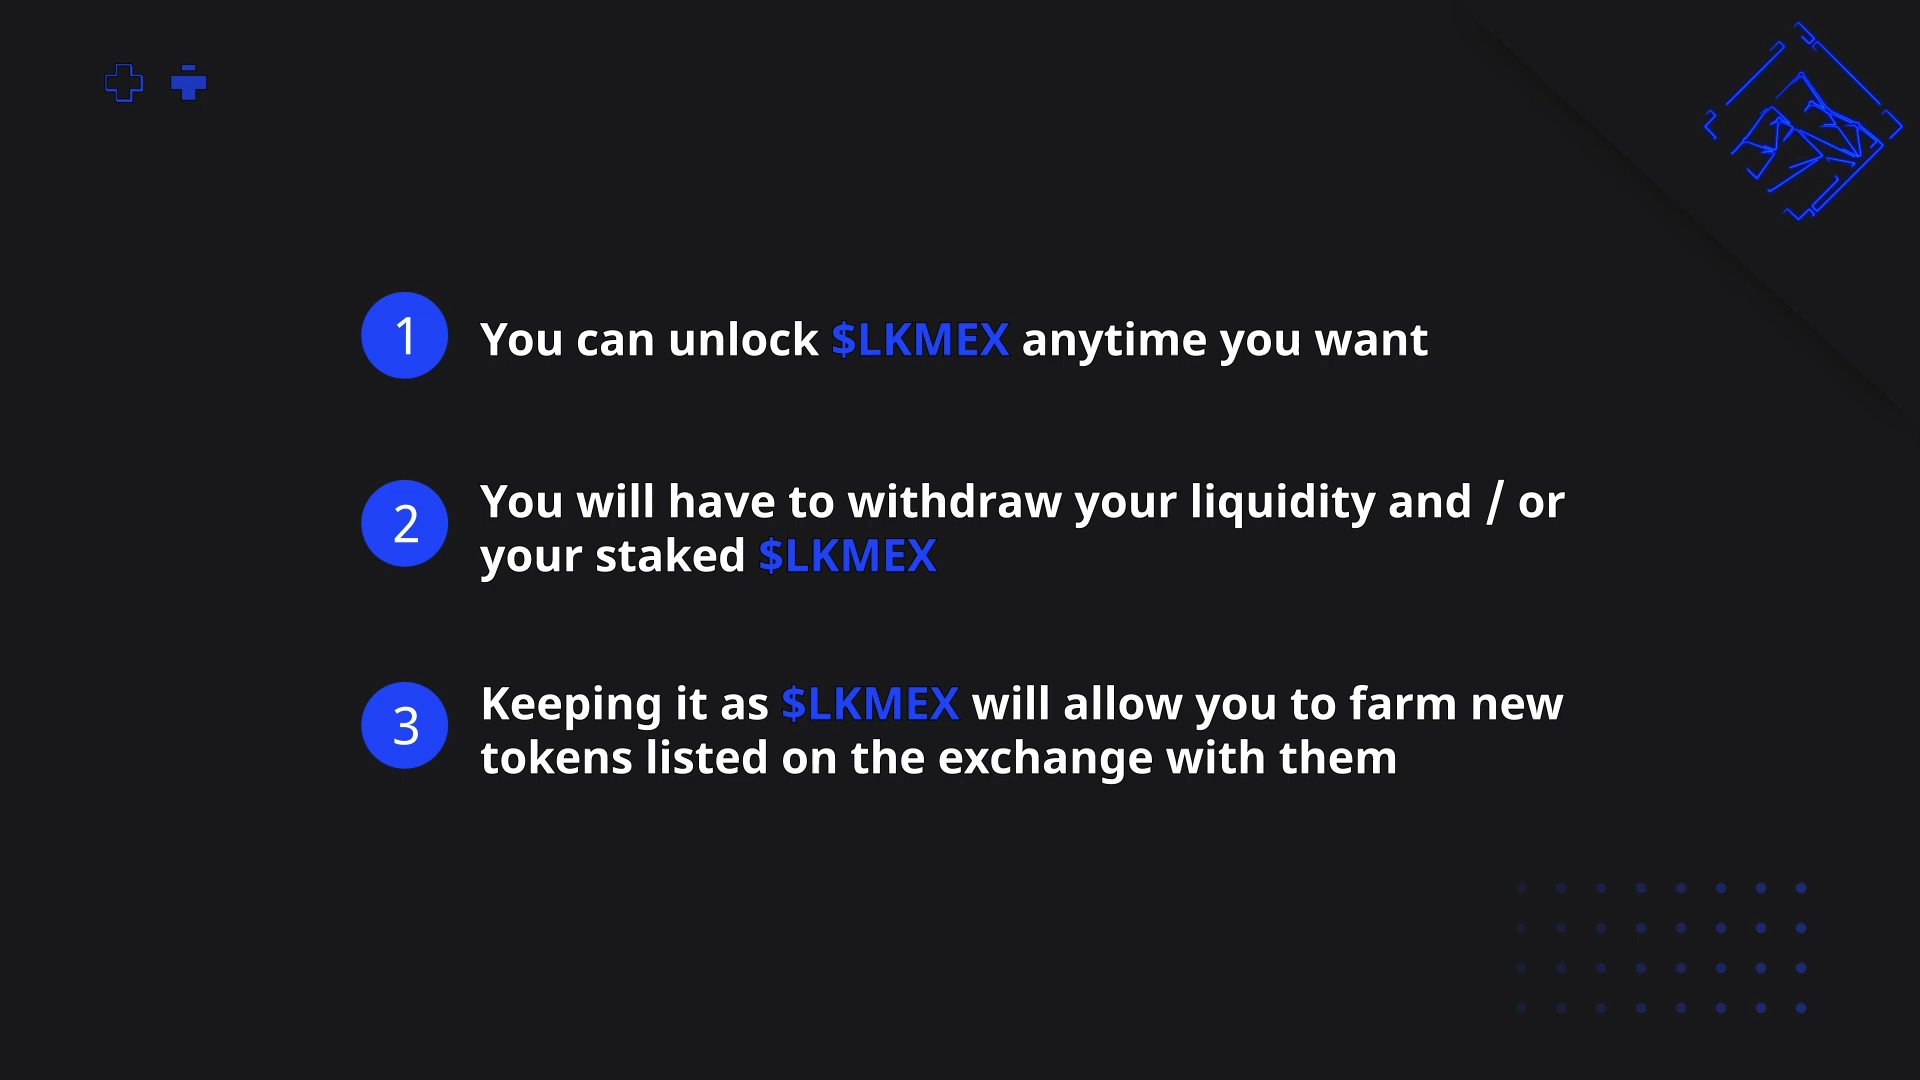 1 You can unlock $LKMEX anytime you want
2 You will have to withdraw your liquidity and / or
your staked $LKMEX
3 Keeping it as $LKMEX will allow you to farm new
tokens listed on the exchange with them